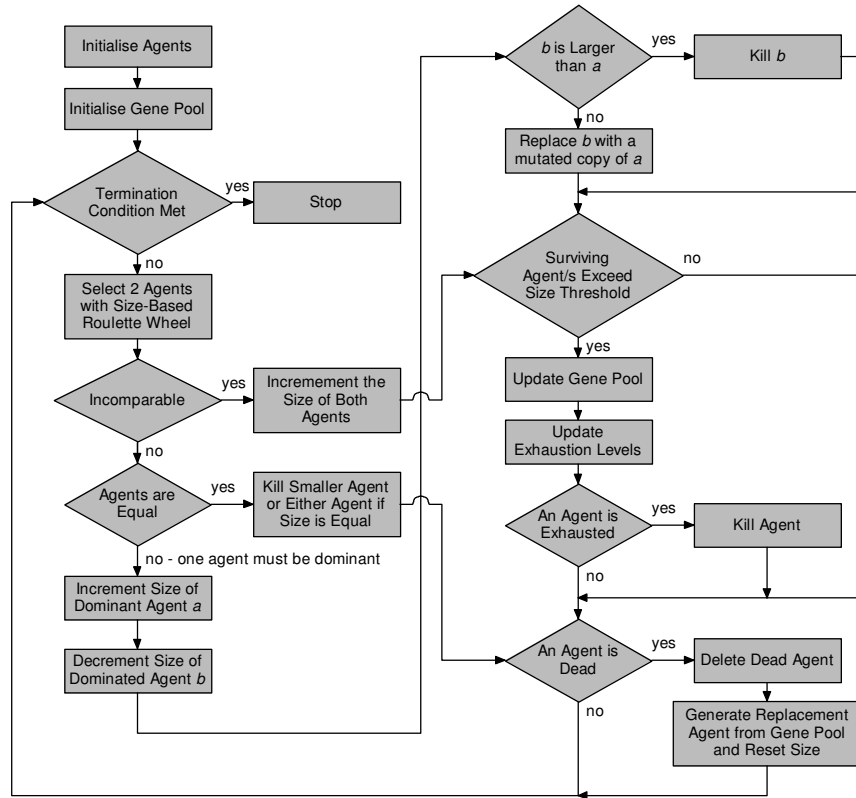 Initialise Agents
Initialise Gene Pool
Termination
Condition Met
yes
Stop
no
Select 2 Agents
with Size-Based
Roulette Wheel
Incomparable
yes
Incremement the
Size of Both
Agents
no
Agents are
Equal
yes
Kill Smaller Agent
or Either Agent if
Size is Equal
no - one agent must be dominant
Increment Size of
Dominant Agent a
Decrement Size of
Dominated Agent b
b is Larger
than a
yes
Kill b
no
Replace b with a
mutated copy of a
Surviving
Agent/s Exceed
Size Threshold
no
yes
Update Gene Pool
Update
Exhaustion Levels
An Agent is
Exhausted
yes
Kill Agent
no
An Agent is
Dead
yes
Delete Dead Agent
no
Generate Replacement
Agent from Gene Pool
and Reset Size